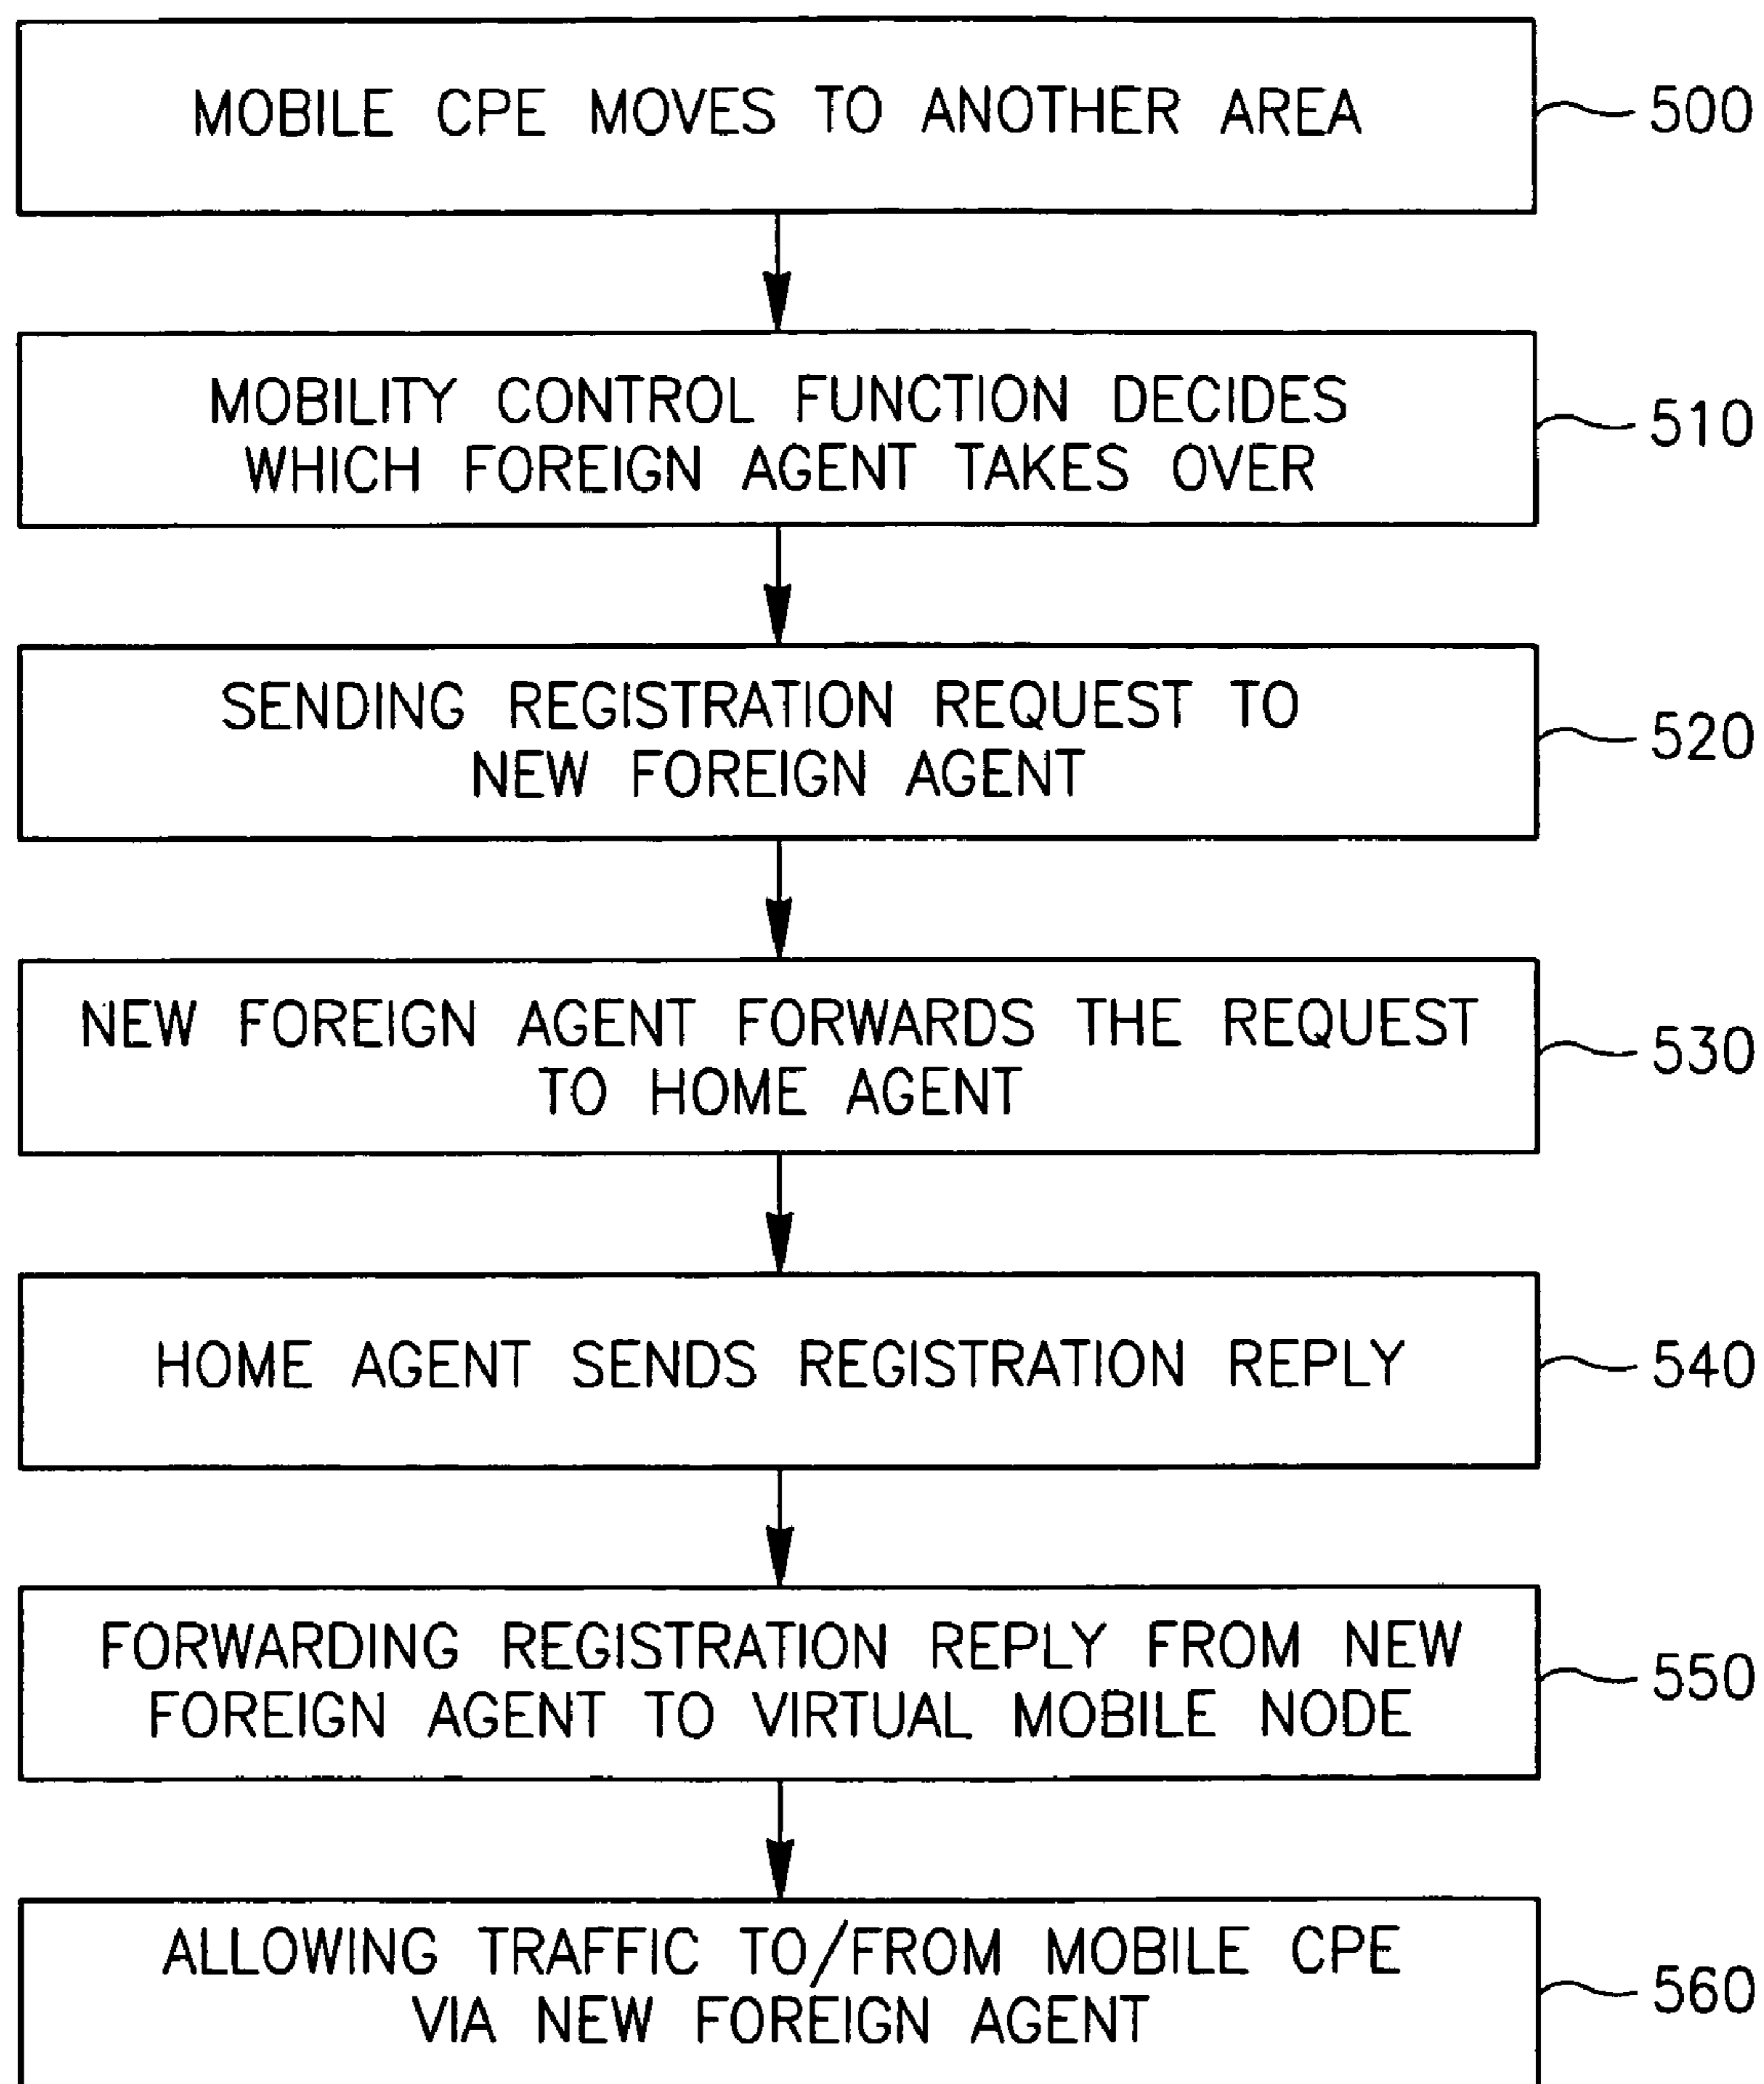 MOBILE CPE MOVES TO ANOTHER AREA
500
MOBILITY CONTROL FUNCTION DECIDES
WHICH FOREIGN AGENT TAKES OVER
510
SENDING REGISTRATION REQUEST TO
NEW FOREIGN AGENT
520
NEW FOREIGN AGENT FORWARDS THE REQUEST
TO HOME AGENT
530
HOME AGENT SENDS REGISTRATION REPLY
540
FORWARDING REGISTRATION REPLY FROM NEW
FOREIGN AGENT TO VIRTUAL MOBILE NODE
550
ALLOWING TRAFFIC TO/FROM MOBILE CPE
VIA NEW FOREIGN AGENT
560